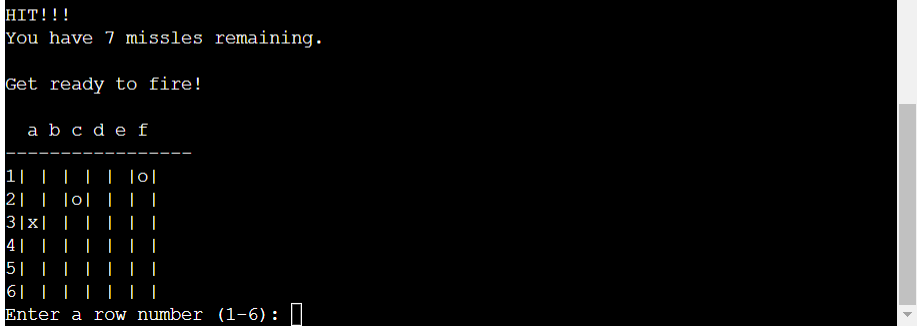 HIT!!!
You have 7 missles remaining.
Get ready to fire!
  a b c d e f
-----------------
1| | | | | |o|
2| | |o| | | |
3|x| | | | | |
4| | | | | | |
5| | | | | | |
6| | | | | | |
Enter a row number (1-6):